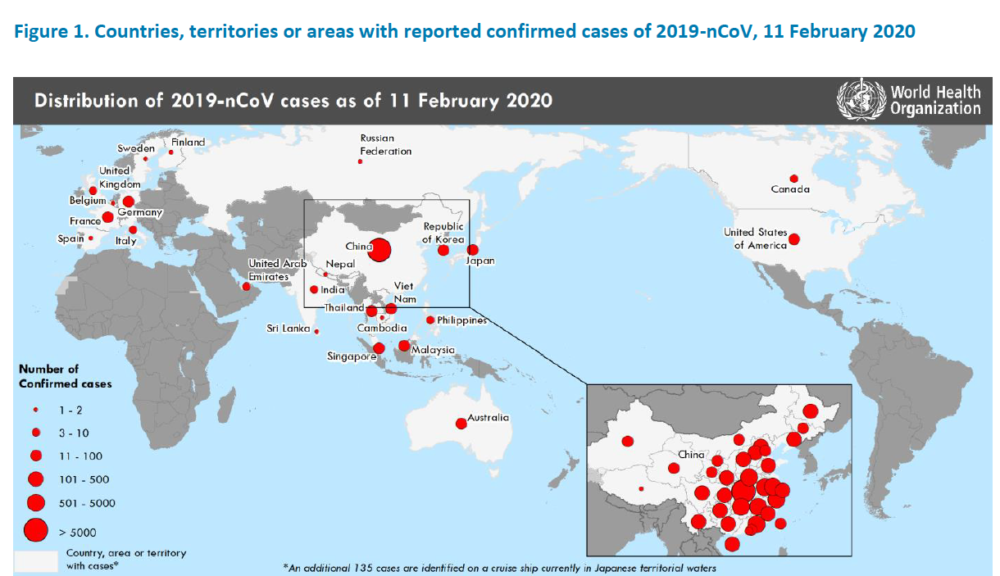 Figure 1. Countries, territories or areas with reported confirmed cases of 2019-nCoV, 11 February 2020
Distribution of 2019-nCoV cases as of 11 February 2020
World Health
Organization
Russian
Federation
Finland
Sweden
United
Kingdom
Belgium
Germany
France
Spain
Italy
Canada
United States
of America
Republic
of Korea
China
Japan
United Arab
Emirates
Nepal
India
Viet
Nam
Thailand
Cambodia
Philippines
Sri Lanka
Singapore
Malaysia
Australia
China
Number of
Confirmed cases
1 - 2
3 - 10
11 - 100
101 - 500
501 - 5000
> 5000
Country, area or territory
with cases*
*An additional 135 cases are identified on a cruise ship currently in Japanese territorial waters